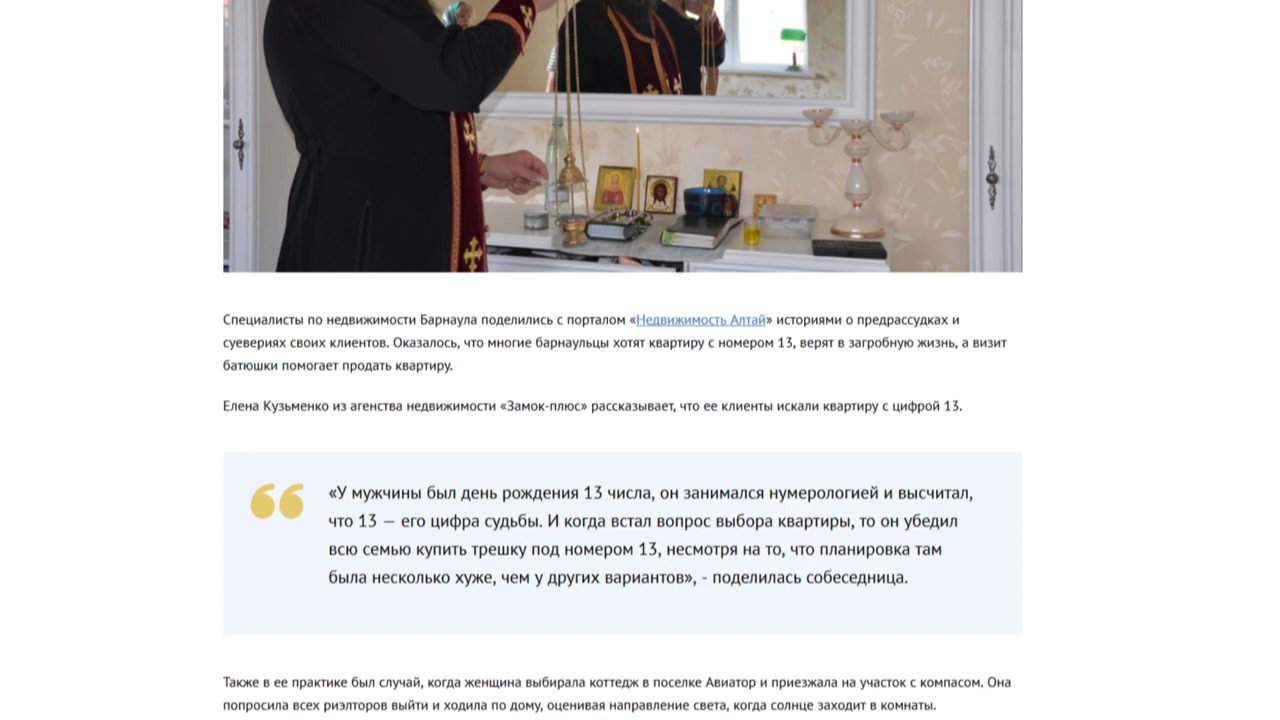 Специалисты по недвижимости Барнаула поделились с порталом «Недвижимость Алтай» историями о предрассудках и
суевериях своих клиентов. Оказалось, что многие барнаульцы хотят квартиру с номером 13, верят в загробную жизнь, а визит
батюшки помогает продать квартиру.
Елена Кузьменко из агенства недвижимости «Замок-плюс» рассказывает, что ее клиенты искали квартиру с цифрой 13.
«У мужчины был день рождения 13 числа, он занимался нумерологией и высчитал,
что 13 — его цифра судьбы. И когда встал вопрос выбора квартиры, то он убедил
всю семью купить трешку под номером 13, несмотря на то, что планировка там
была несколько хуже, чем у других вариантов», - поделилась собеседница.
Также в ее практике был случай, когда женщина выбирала коттедж в поселке Авиатор и приезжала на участок с компасом. Она
попросила всех риэлторов выйти и ходила по дому, оценивая направление света, когда солнце заходит в комнаты.